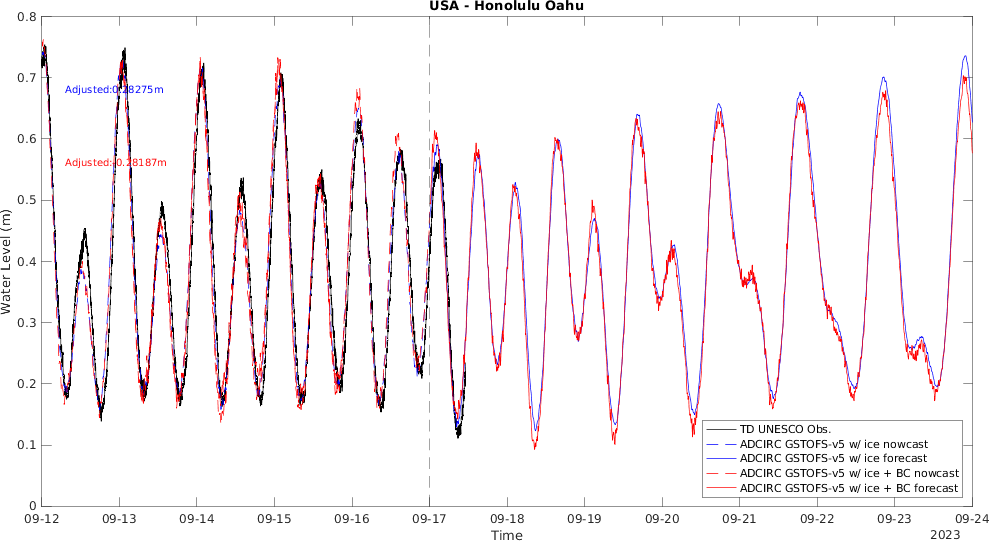 USA - Honolulu Oahu
0.8
0.7
0.6
0.5
0.4
0.3
0.2
0.1
0
Water Level (m)
Adjusted:0.28275m
Adjusted:-0.28187m
TD UNESCO Obs.
ADCIRC GSTOFS-v5 w/ ice nowcast
ADCIRC GSTOFS-v5 w/ ice forecast
ADCIRC GSTOFS-v5 w/ ice + BC nowcast
ADCIRC GSTOFS-v5 w/ ice + BC forecast
09-12 09-13 09-14 09-15 09-16 09-17 09-18 09-19 09-20 09-21 09-22 09-23 09-24
Time
2023